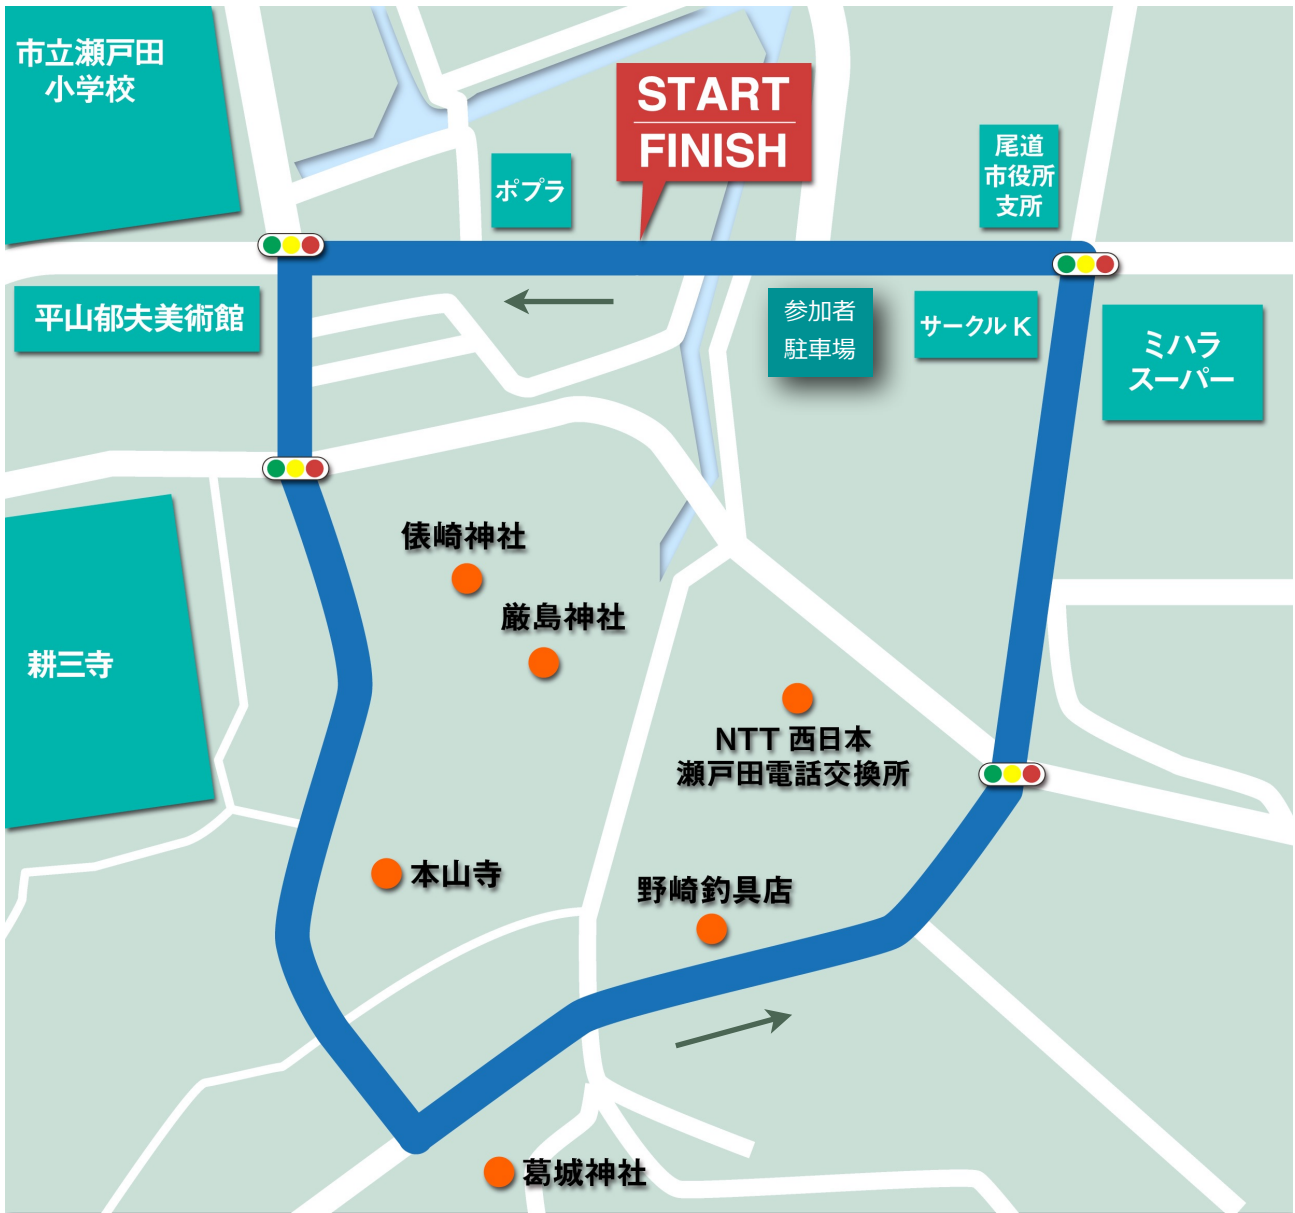 市立瀬戸田
小学校
START
FINISH
尾道
市役所
支所
ポプラ
平山郁夫美術館
参加者
駐車場
サークル K
ミハラ
スーパー
俵崎神社
厳島神社
耕三寺
NTT 西日本
瀬戸田電話交換所
本山寺
野崎釣具店
葛城神社